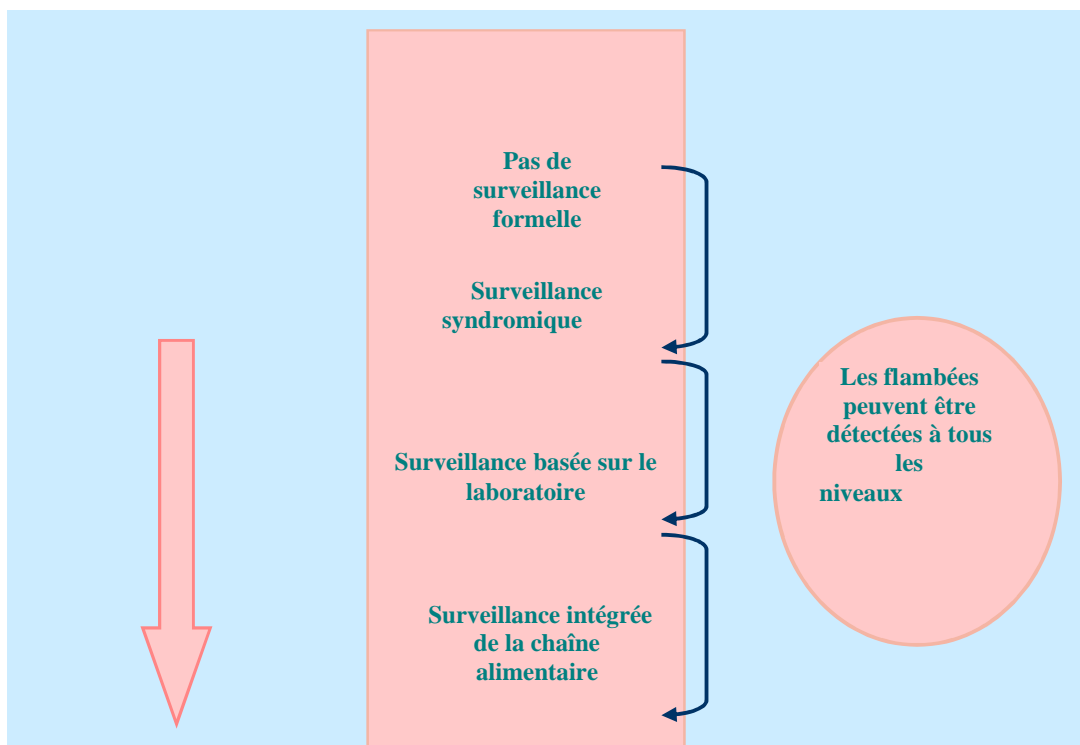 Pas de
surveillance
formelle
Surveillance
syndromique
Surveillance basée sur le
laboratoire
Surveillance intégrée
de la chaîne
alimentaire
Les flambées
peuvent être
détectées à tous
les
niveaux